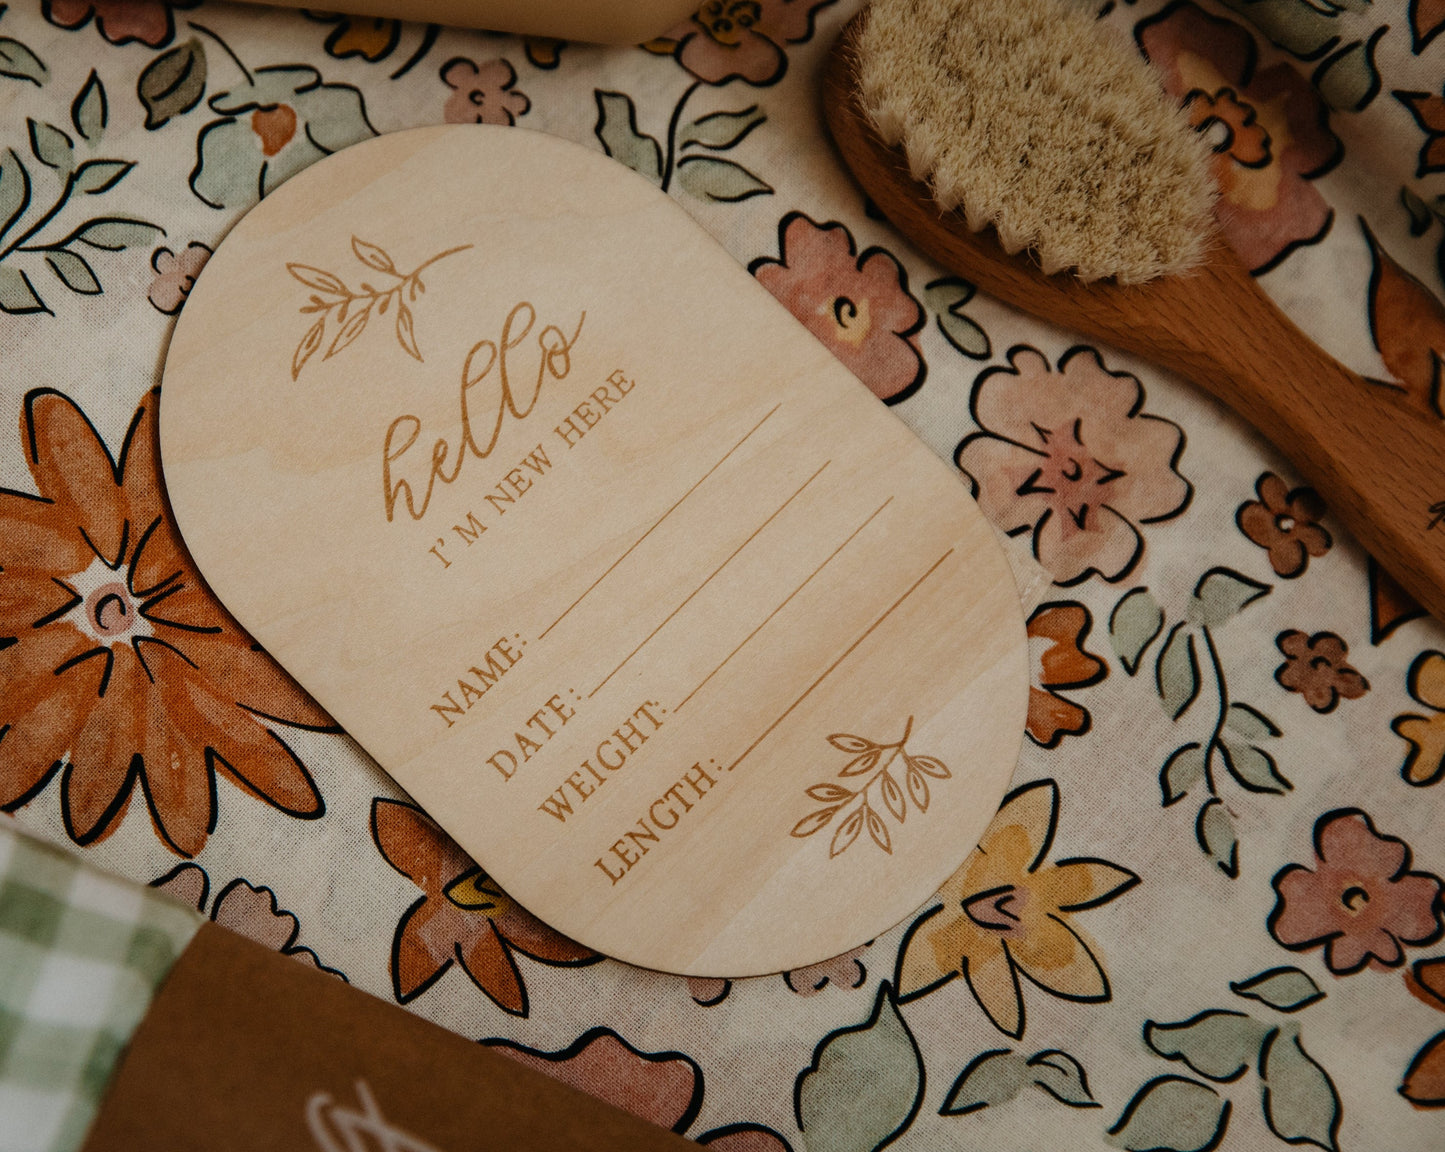 hello
I'M NEW HERE
NAME:
DATE:
WEIGHT:
LENGTH: